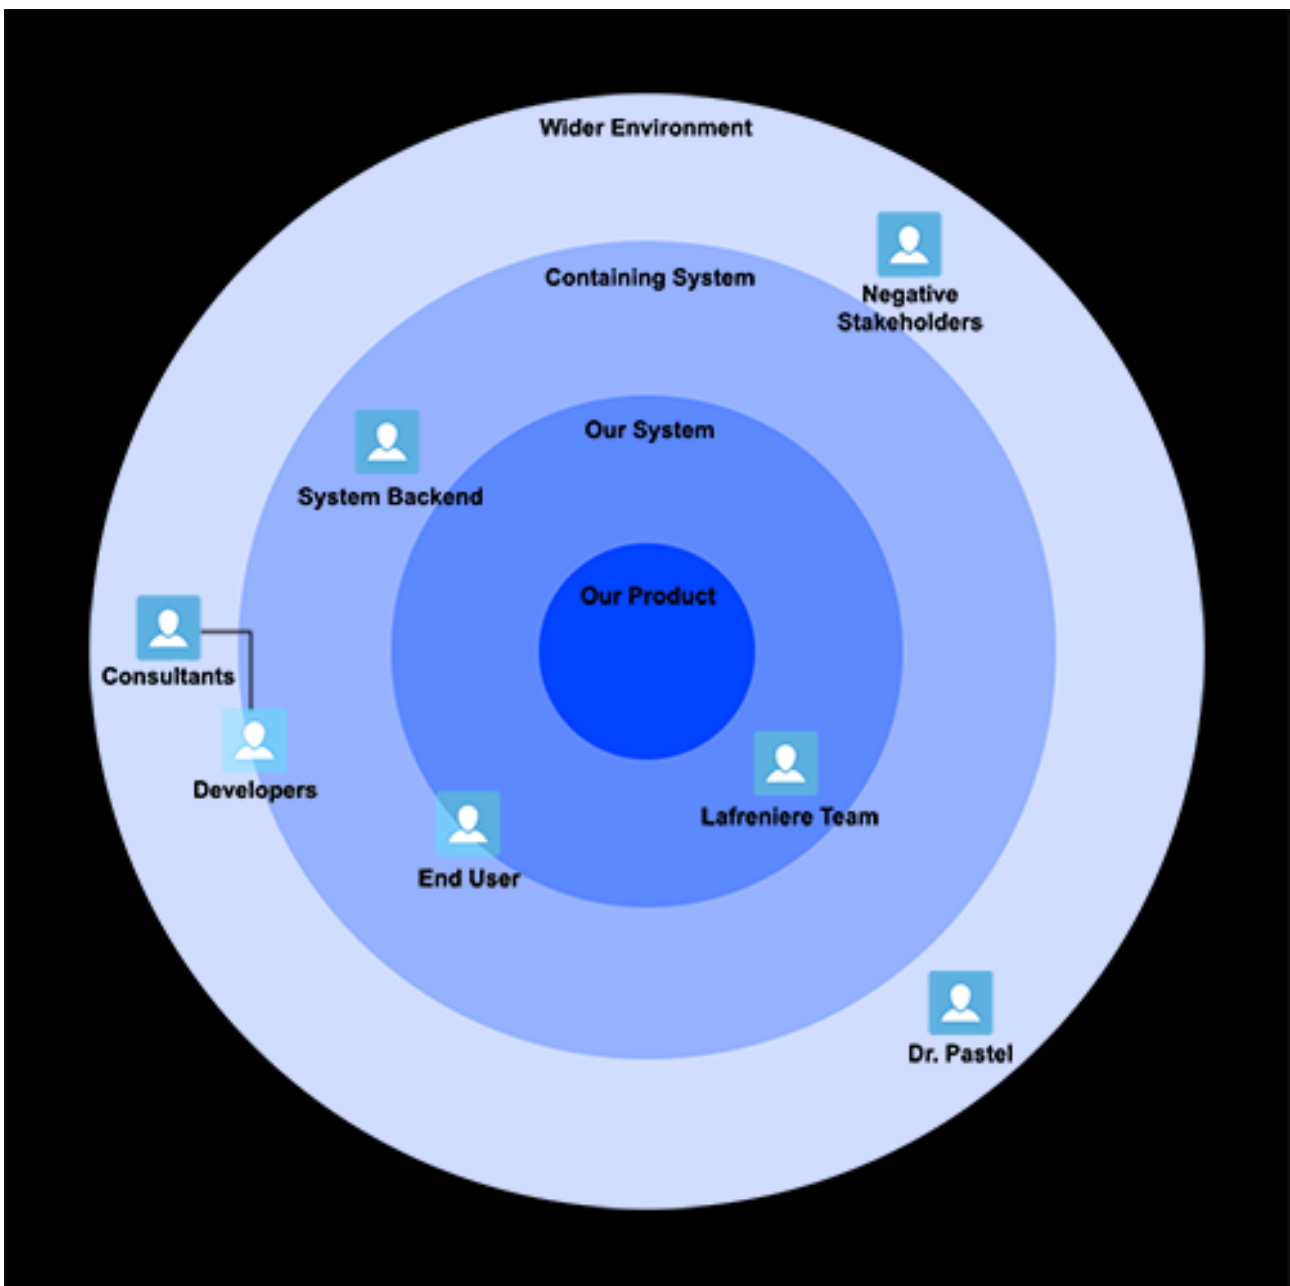 Wider Environment
Negative
Stakeholders
Containing System
Our System
System Backend
Our Product
Consultants
Developers
Lafreniere Team
End User
Dr. Pastel